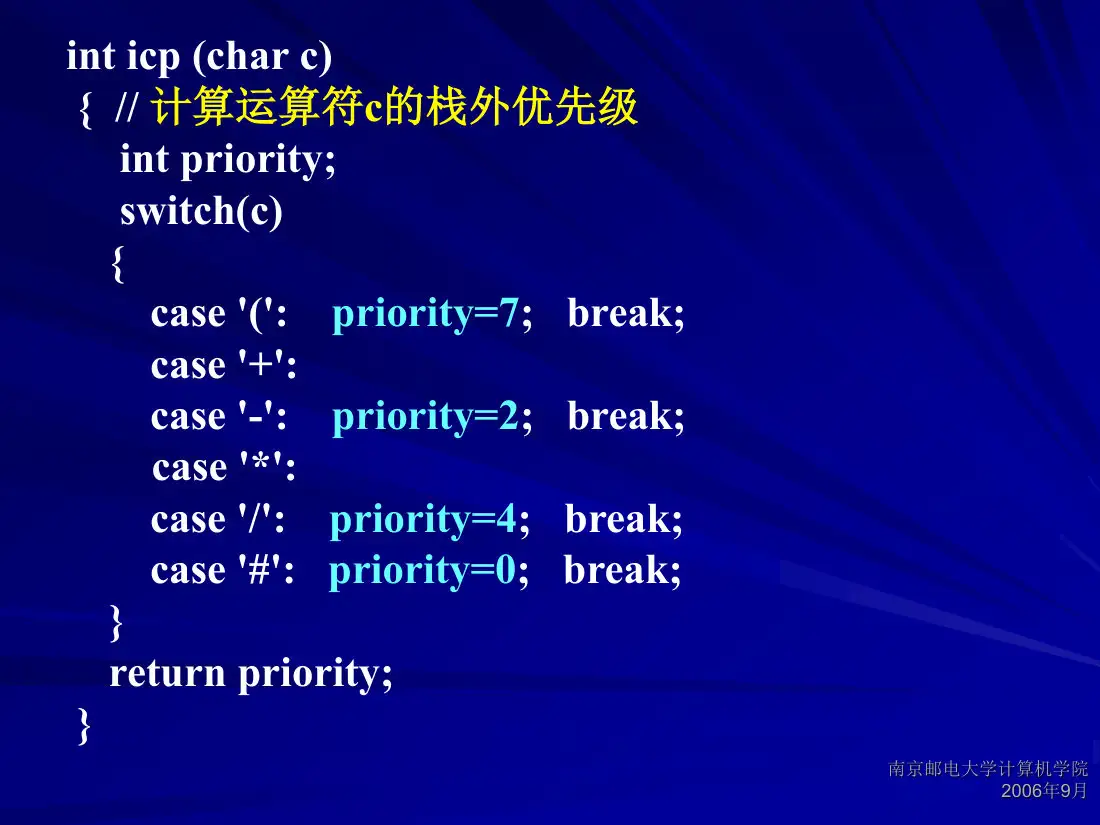 int icp (char c)
{ // 计算运算符c的栈外优先级
int priority;
switch(c)
{
case '(': priority=7; break;
case '+':
case '-': priority=2; break;
case '*':
case '/': priority=4; break;
case '#': priority=0; break;
}
return priority;
}
南京邮电大学计算机学院
2006年9月